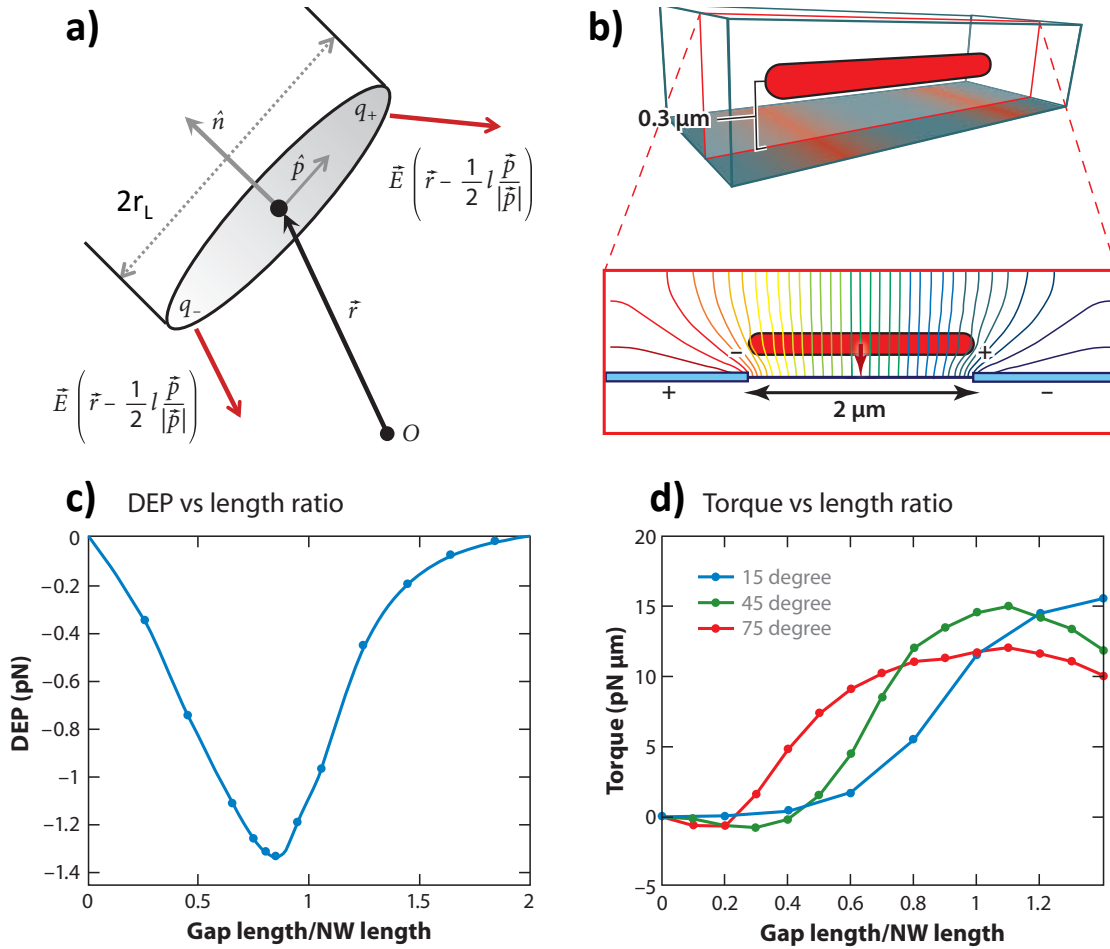 a)
n̂
q₊
p̂
2r_L
E⃗ ( r⃗ − 1/2 l p⃗/|p⃗| )
q₋
r⃗
E⃗ ( r⃗ − 1/2 l p⃗/|p⃗| )
O
b)
0.3 µm
− +
+ −
2 µm
c) DEP vs length ratio
0
−0.2
−0.4
−0.6
−0.8
−1
−1.2
−1.4
DEP (pN)
0 0.5 1 1.5 2
Gap length/NW length
d) Torque vs length ratio
20
15
10
5
0
−5
Torque (pN µm)
15 degree
45 degree
75 degree
0 0.2 0.4 0.6 0.8 1.0 1.2
Gap length/NW length